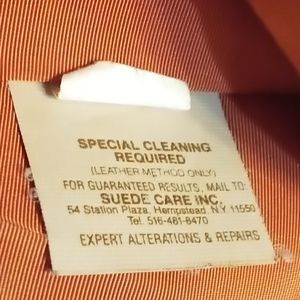 SPECIAL CLEANING
REQUIRED
(LEATHER METHOD ONLY)
FOR GUARANTEED RESULTS, MAIL TO:
SUEDE CARE INC.
54 Station Plaza, Hempstead, NY 11550
Tel. 516-481-8470
EXPERT ALTERATIONS & REPAIRS